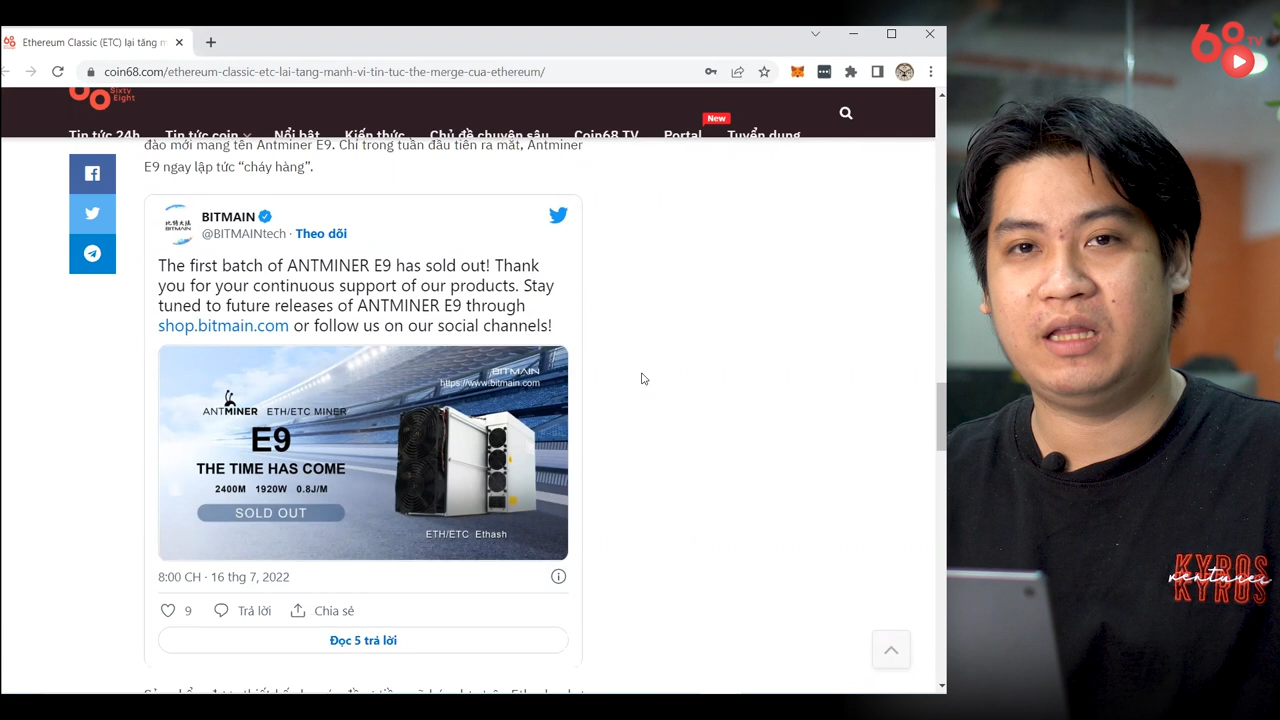 Ethereum Classic (ETC) lại tăng m
coin68.com/ethereum-classic-etc-lai-tang-manh-vi-tin-tuc-the-merge-cua-ethereum/
68 TV
Sixty
Eight
New
Tin tức 24h Tin tức coin Nổi bật Kiến thức Chủ đề chuyên sâu Coin68 TV Portal Tuyển dụng
đào mới mang tên Antminer E9. Chỉ trong tuần đầu tiên ra mắt, Antminer
E9 ngay lập tức “cháy hàng”.
BITMAIN
@BITMAINtech · Theo dõi
The first batch of ANTMINER E9 has sold out! Thank
you for your continuous support of our products. Stay
tuned to future releases of ANTMINER E9 through
shop.bitmain.com or follow us on our social channels!
BITMAIN
https://www.bitmain.com
ANTMINER ETH/ETC MINER
E9
THE TIME HAS COME
2400M 1920W 0.8J/M
SOLD OUT
ETH/ETC Ethash
8:00 CH · 16 thg 7, 2022
9 Trả lời Chia sẻ
Đọc 5 trả lời
KYROS
ventures
KYROS